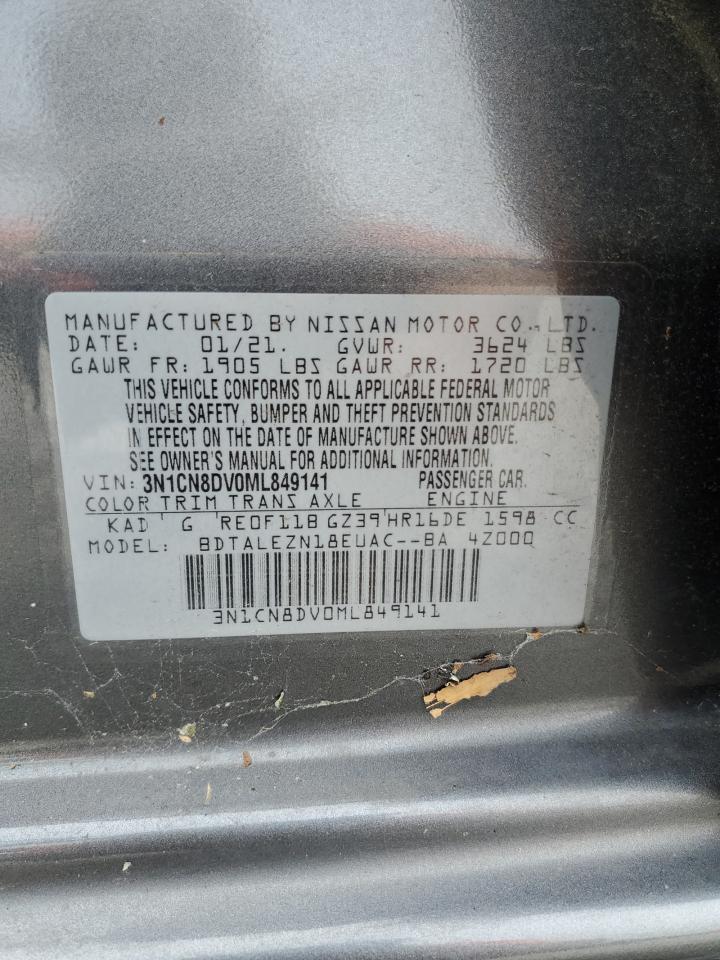 MANUFACTURED BY NISSAN MOTOR CO., LTD.
DATE: 01/21. GVWR: 3624 LBS
GAWR FR: 1905 LBS GAWR RR: 1720 LBS
THIS VEHICLE CONFORMS TO ALL APPLICABLE FEDERAL MOTOR
VEHICLE SAFETY, BUMPER AND THEFT PREVENTION STANDARDS
IN EFFECT ON THE DATE OF MANUFACTURE SHOWN ABOVE.
SEE OWNER'S MANUAL FOR ADDITIONAL INFORMATION.
VIN: 3N1CN8DV0ML849141 PASSENGER CAR.
COLOR TRIM TRANS AXLE ENGINE
KAD G RE0F11B GZ39 HR16DE 1598 CC
MODEL: BDTALEZN18EUAC--BA 4Z000
3N1CN8DV0ML849141